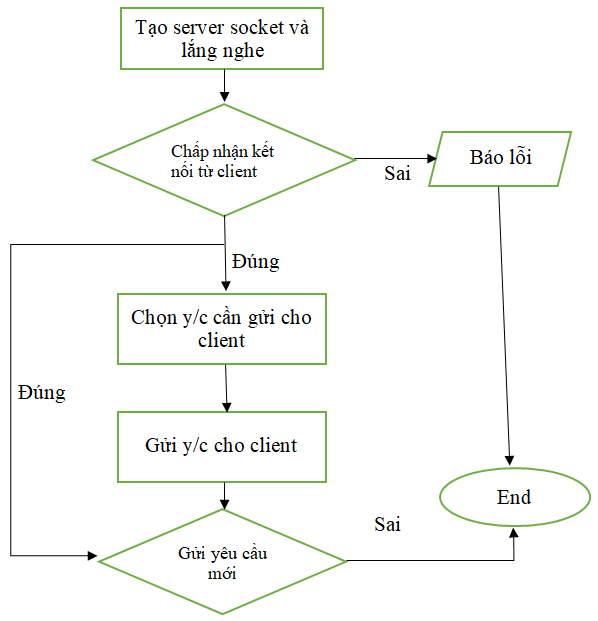 Tạo server socket và
lắng nghe
Chấp nhận kết
nối từ client
Sai
Báo lỗi
Đúng
Chọn y/c cần gửi cho
client
Đúng
Gửi y/c cho client
Sai
End
Gửi yêu cầu
mới